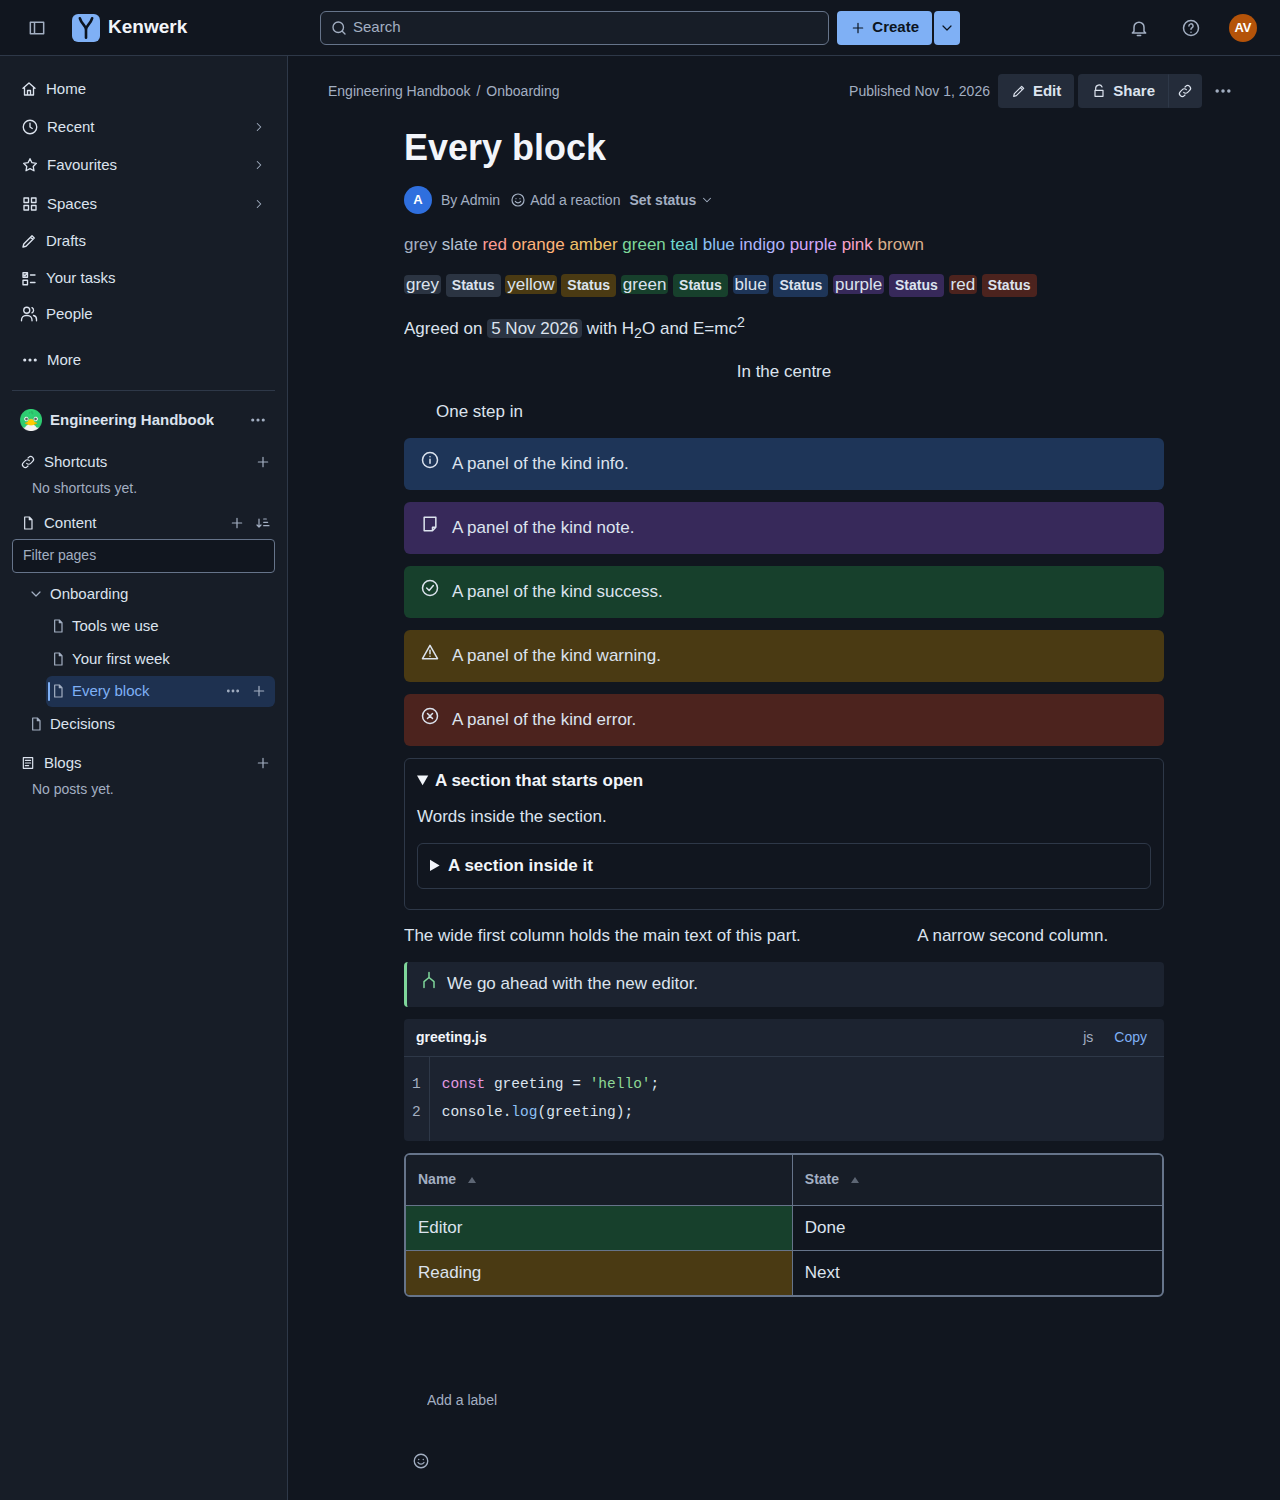 Kenwerk
Search
Create
AV
Home
Recent
Favourites
Spaces
Drafts
Your tasks
People
More
Engineering Handbook
Shortcuts
No shortcuts yet.
Content
Filter pages
Onboarding
Tools we use
Your first week
Every block
Decisions
Blogs
No posts yet.
Engineering Handbook / Onboarding
Published Nov 1, 2026
Edit
Share
Every block
A By Admin Add a reaction Set status
grey slate red orange amber green teal blue indigo purple pink brown
grey Status yellow Status green Status blue Status purple Status red Status
Agreed on 5 Nov 2026 with H2O and E=mc2
In the centre
One step in
A panel of the kind info.
A panel of the kind note.
A panel of the kind success.
A panel of the kind warning.
A panel of the kind error.
A section that starts open
Words inside the section.
A section inside it
The wide first column holds the main text of this part.
A narrow second column.
We go ahead with the new editor.
greeting.js
js Copy
1 const greeting = 'hello';
2 console.log(greeting);
Name State
Editor Done
Reading Next
Add a label